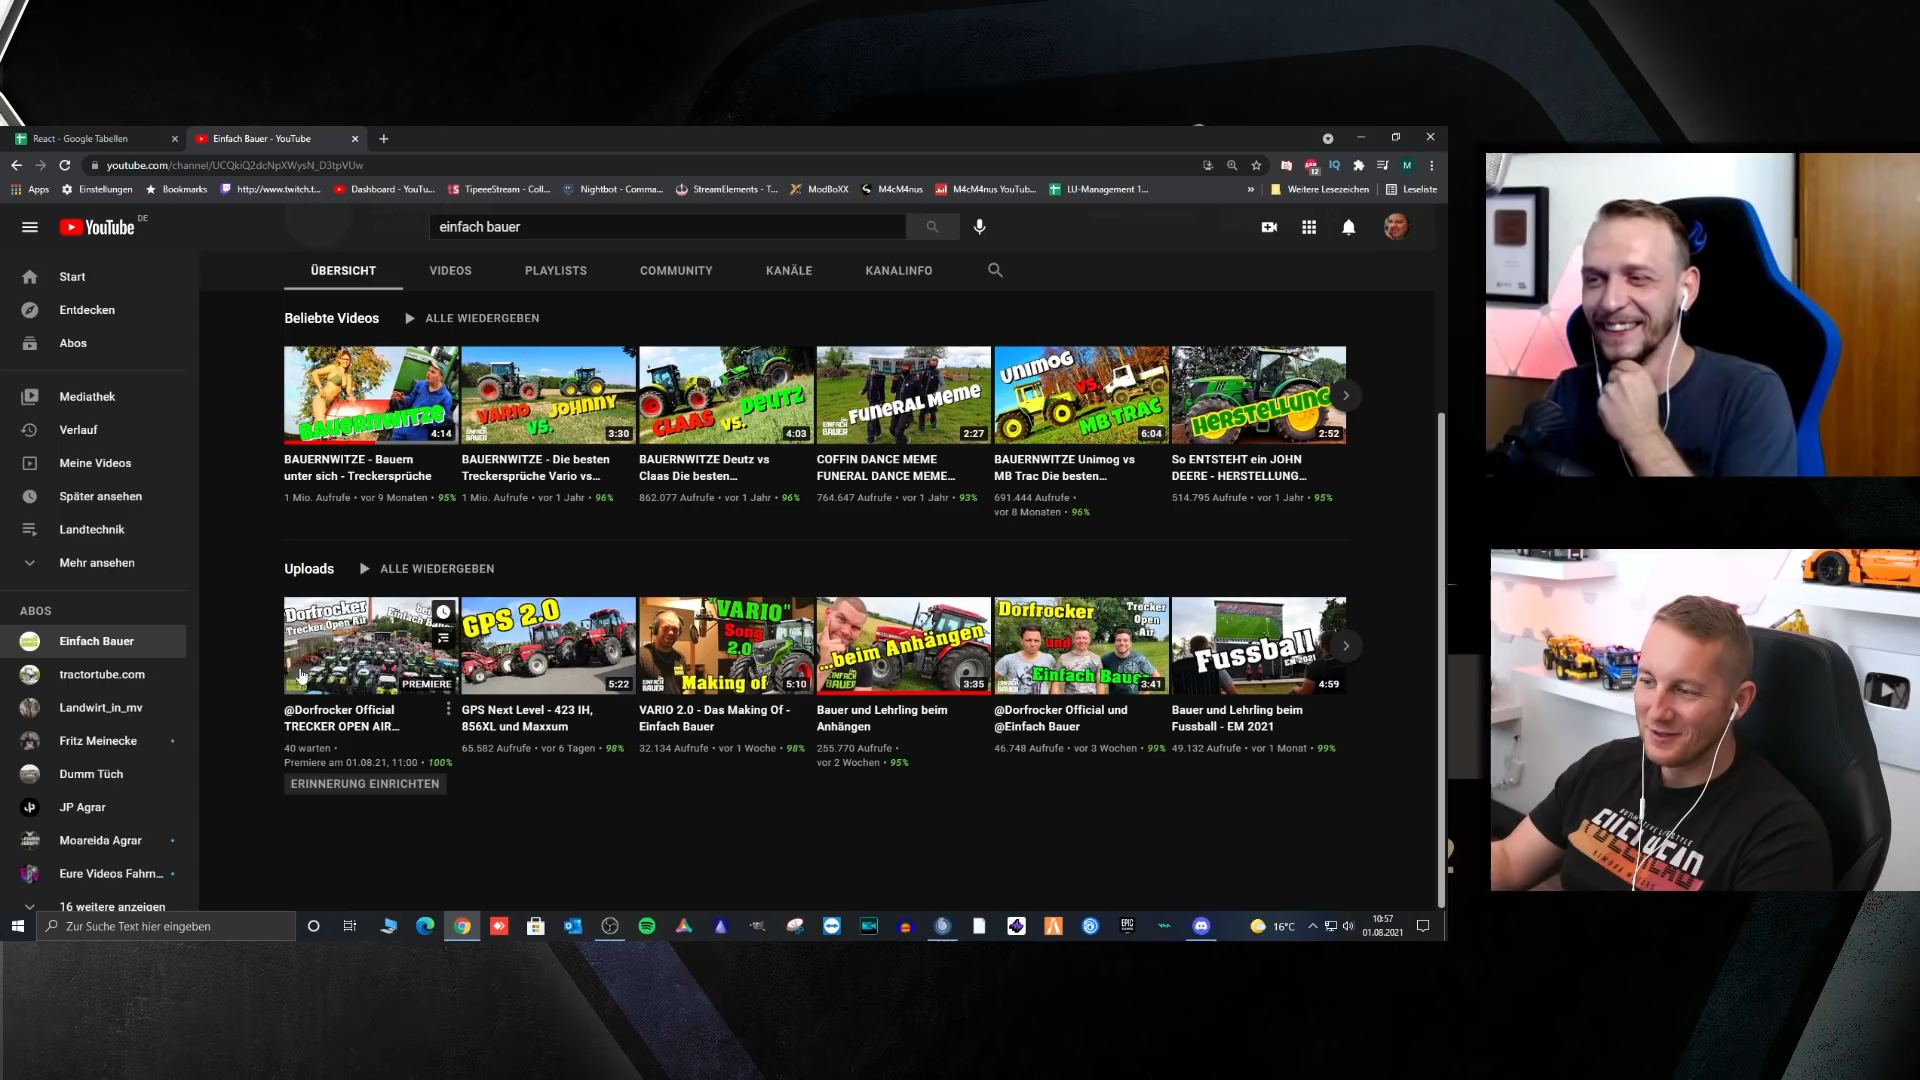 React - Google Tabellen
Einfach Bauer - YouTube
youtube.com/channel/UCQkiQ2dcNpXWysN_D3tpVUw
Apps
Einstellungen
Bookmarks
http://www.twitch.t...
Dashboard - YouTu...
TipeeeStream - Coll...
Nightbot - Comma...
StreamElements - T...
ModBoXX
M4cM4nus
M4cM4nus YouTub...
LU-Management 1...
»
Weitere Lesezeichen
Leseliste
YouTube DE
einfach bauer
ÜBERSICHT
VIDEOS
PLAYLISTS
COMMUNITY
KANÄLE
KANALINFO
Start
Entdecken
Abos
Mediathek
Verlauf
Meine Videos
Später ansehen
Landtechnik
Mehr ansehen
ABOS
Einfach Bauer
tractortube.com
Landwirt_in_mv
Fritz Meinecke
Dumm Tüch
JP Agrar
Moareida Agrar
Eure Videos Fahrn...
16 weitere anzeigen
Beliebte Videos
ALLE WIEDERGEBEN
BAUERNWITZE
4:14
VARIO VS. JOHNNY
3:30
CLAAS VS. DEUTZ
4:03
Funeral Meme
2:27
UNIMOG VS. MB TRAC
6:04
HERSTELLUNG
2:52
BAUERNWITZE - Bauern
unter sich - Treckersprüche
1 Mio. Aufrufe • vor 9 Monaten • 95%
BAUERNWITZE - Die besten
Treckersprüche Vario vs...
1 Mio. Aufrufe • vor 1 Jahr • 96%
BAUERNWITZE Deutz vs
Claas Die besten...
862.077 Aufrufe • vor 1 Jahr • 96%
COFFIN DANCE MEME
FUNERAL DANCE MEME...
764.647 Aufrufe • vor 1 Jahr • 93%
BAUERNWITZE Unimog vs
MB Trac Die besten...
691.444 Aufrufe •
vor 8 Monaten • 96%
So ENTSTEHT ein JOHN
DEERE - HERSTELLUNG...
514.795 Aufrufe • vor 1 Jahr • 95%
Uploads
ALLE WIEDERGEBEN
Dorfrocker
Trecker Open Air
PREMIERE
GPS 2.0
5:22
"VARIO"
Song
2.0
Making of
5:10
...beim Anhängen
3:35
Dorfrocker
und
Einfach Bauer
Trecker
Open
Air
3:41
Fussball
EM 2021
4:59
@Dorfrocker Official
TRECKER OPEN AIR...
40 warten •
Premiere am 01.08.21, 11:00 • 100%
ERINNERUNG EINRICHTEN
GPS Next Level - 423 IH,
856XL und Maxxum
65.582 Aufrufe • vor 6 Tagen • 98%
VARIO 2.0 - Das Making Of -
Einfach Bauer
32.134 Aufrufe • vor 1 Woche • 98%
Bauer und Lehrling beim
Anhängen
255.770 Aufrufe •
vor 2 Wochen • 95%
@Dorfrocker Official und
@Einfach Bauer
46.748 Aufrufe • vor 3 Wochen • 99%
Bauer und Lehrling beim
Fussball - EM 2021
49.132 Aufrufe • vor 1 Monat • 99%
Zur Suche Text hier eingeben
16°C
10:57
01.08.2021